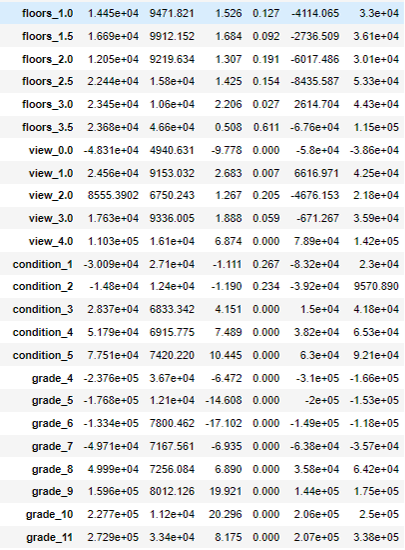 floors_1.0 1.445e+04 9471.821 1.526 0.127 -4114.065 3.3e+04
floors_1.5 1.669e+04 9912.152 1.684 0.092 -2736.509 3.61e+04
floors_2.0 1.205e+04 9219.634 1.307 0.191 -6017.486 3.01e+04
floors_2.5 2.244e+04 1.58e+04 1.425 0.154 -8435.587 5.33e+04
floors_3.0 2.345e+04 1.06e+04 2.206 0.027 2614.704 4.43e+04
floors_3.5 2.368e+04 4.66e+04 0.508 0.611 -6.76e+04 1.15e+05
view_0.0 -4.831e+04 4940.631 -9.778 0.000 -5.8e+04 -3.86e+04
view_1.0 2.456e+04 9153.032 2.683 0.007 6616.971 4.25e+04
view_2.0 8555.3902 6750.243 1.267 0.205 -4676.153 2.18e+04
view_3.0 1.763e+04 9336.005 1.888 0.059 -671.267 3.59e+04
view_4.0 1.103e+05 1.61e+04 6.874 0.000 7.89e+04 1.42e+05
condition_1 -3.009e+04 2.71e+04 -1.111 0.267 -8.32e+04 2.3e+04
condition_2 -1.48e+04 1.24e+04 -1.190 0.234 -3.92e+04 9570.890
condition_3 2.837e+04 6833.342 4.151 0.000 1.5e+04 4.18e+04
condition_4 5.179e+04 6915.775 7.489 0.000 3.82e+04 6.53e+04
condition_5 7.751e+04 7420.220 10.445 0.000 6.3e+04 9.21e+04
grade_4 -2.376e+05 3.67e+04 -6.472 0.000 -3.1e+05 -1.66e+05
grade_5 -1.768e+05 1.21e+04 -14.608 0.000 -2e+05 -1.53e+05
grade_6 -1.334e+05 7800.462 -17.102 0.000 -1.49e+05 -1.18e+05
grade_7 -4.971e+04 7167.561 -6.935 0.000 -6.38e+04 -3.57e+04
grade_8 4.999e+04 7256.084 6.890 0.000 3.58e+04 6.42e+04
grade_9 1.596e+05 8012.126 19.921 0.000 1.44e+05 1.75e+05
grade_10 2.277e+05 1.12e+04 20.296 0.000 2.06e+05 2.5e+05
grade_11 2.729e+05 3.34e+04 8.175 0.000 2.07e+05 3.38e+05